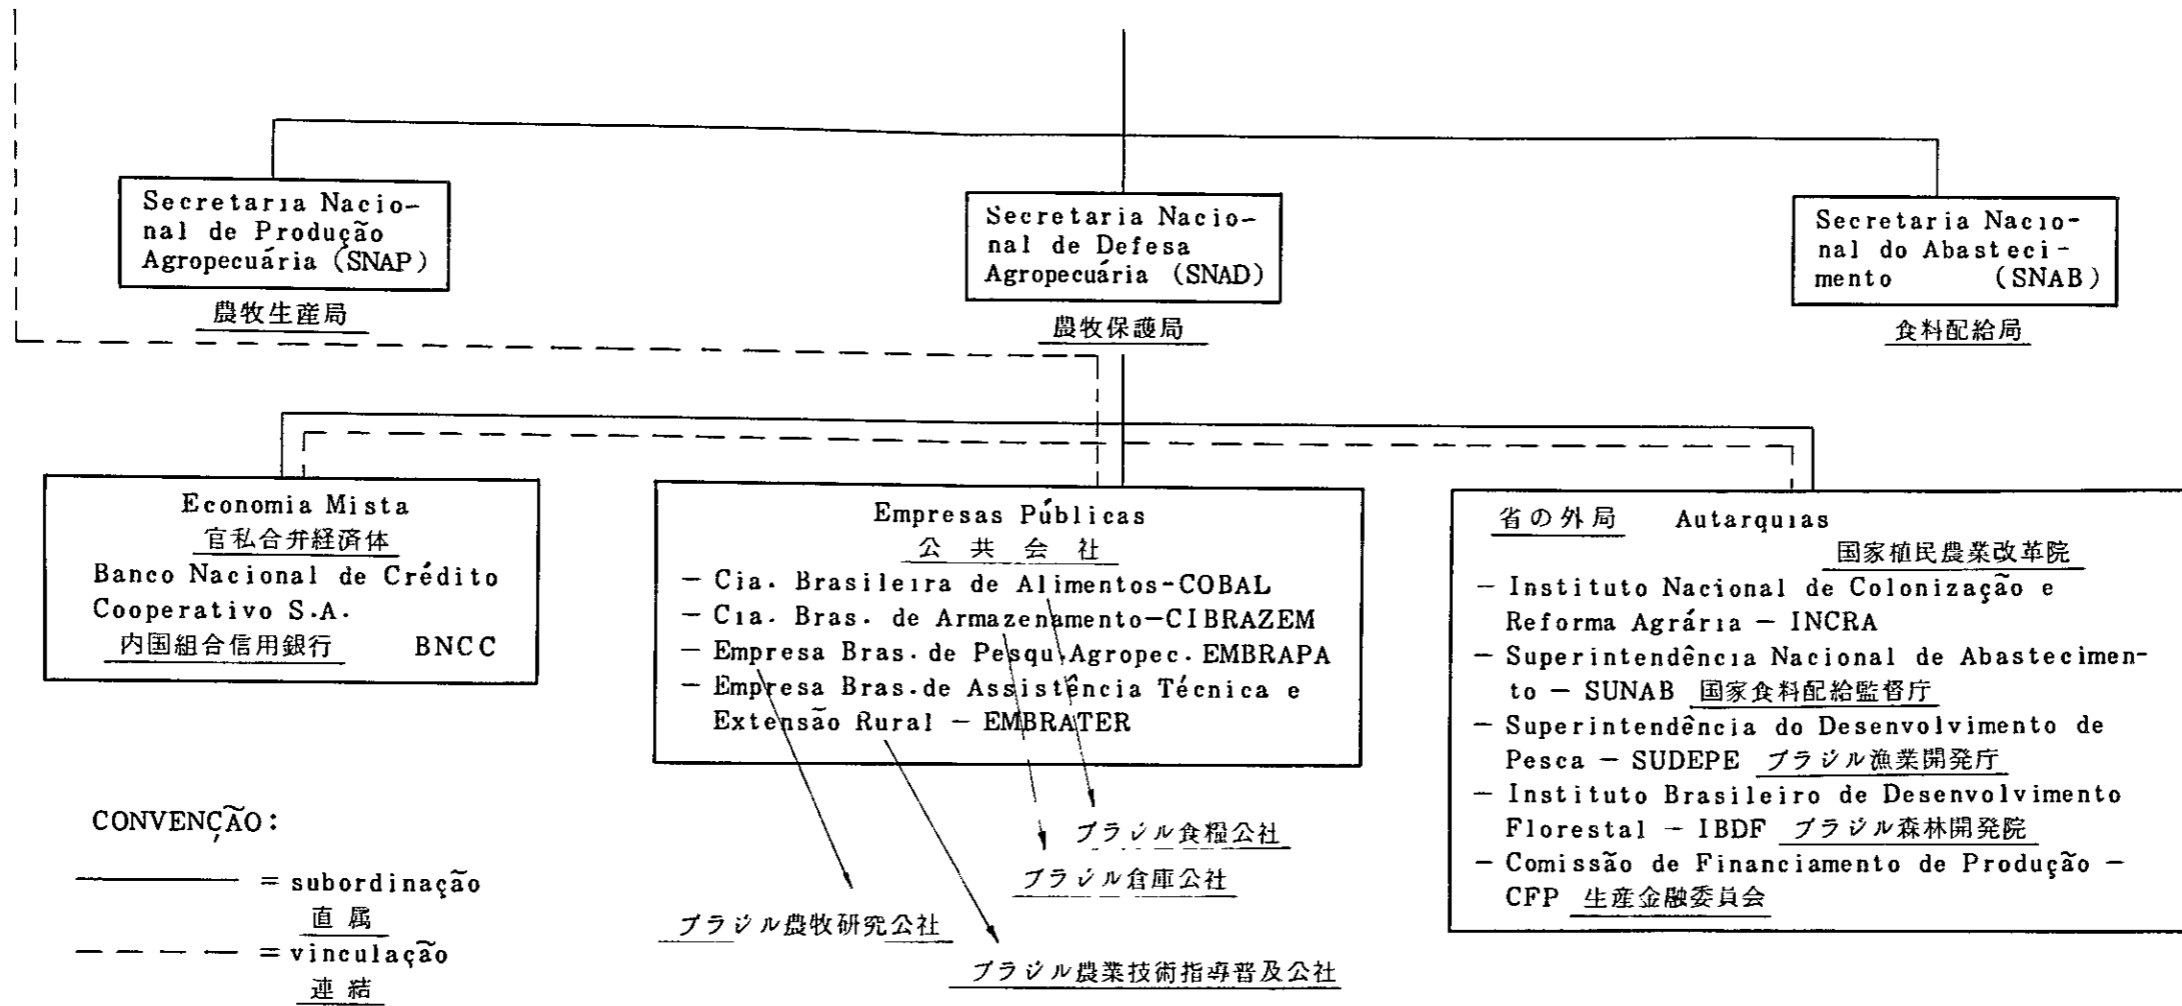 Secretaria Nacio-
nal de Produção
Agropecuária (SNAP)
農牧生産局
Secretaria Nacio-
nal de Defesa
Agropecuária (SNAD)
農牧保護局
Secretaria Nacio-
nal do Abasteci-
mento (SNAB)
食料配給局
Economia Mista
官私合弁経済体
Banco Nacional de Crédito
Cooperativo S.A.
内国組合信用銀行 BNCC
Empresas Públicas
公共会社
— Cia. Brasileira de Alimentos-COBAL
— Cia. Bras. de Armazenamento—CIBRAZEM
— Empresa Bras. de Pesqu.Agropec. EMBRAPA
— Empresa Bras.de Assistência Técnica e
Extensão Rural — EMBRATER
ブラジル食糧公社
ブラジル倉庫公社
ブラジル農牧研究公社
ブラジル農業技術指導普及公社
省の外局 Autarquias
国家植民農業改革院
— Instituto Nacional de Colonização e
Reforma Agrária — INCRA
— Superintendência Nacional de Abastecimen-
to — SUNAB 国家食料配給監督庁
— Superintendência do Desenvolvimento de
Pesca — SUDEPE ブラジル漁業開発庁
— Instituto Brasileiro de Desenvolvimento
Florestal — IBDF ブラジル森林開発院
— Comissão de Financiamento de Produção —
CFP 生産金融委員会
CONVENÇÃO:
= subordinação
直属
= vinculação
連結